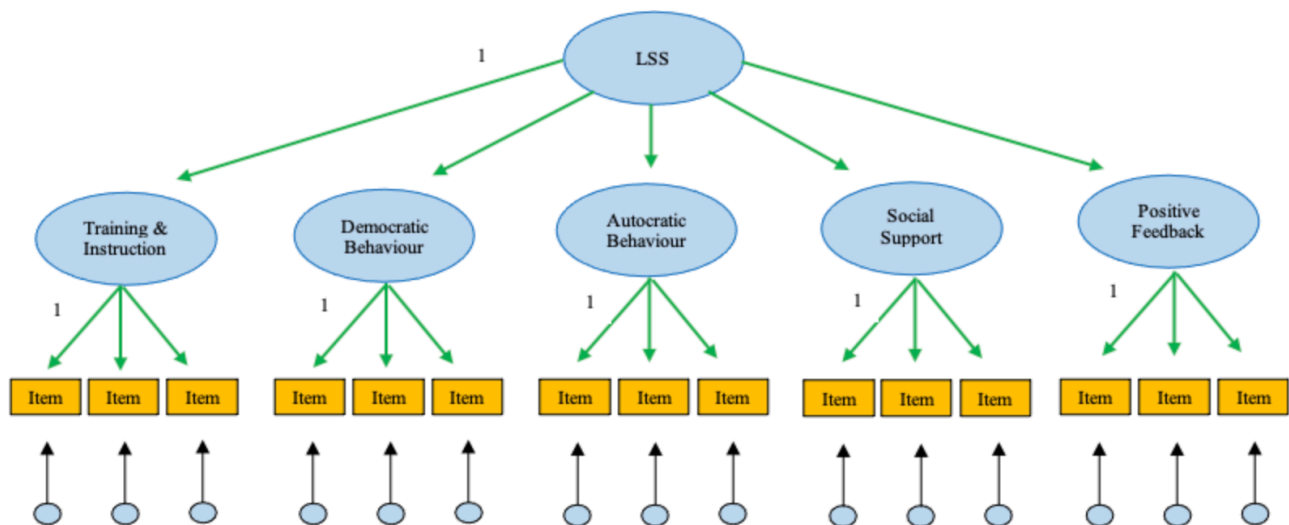 LSS
1
Training &
Instruction
Democratic
Behaviour
Autocratic
Behaviour
Social
Support
Positive
Feedback
1
1
1
1
1
Item Item Item Item Item Item Item Item Item Item Item Item Item Item Item